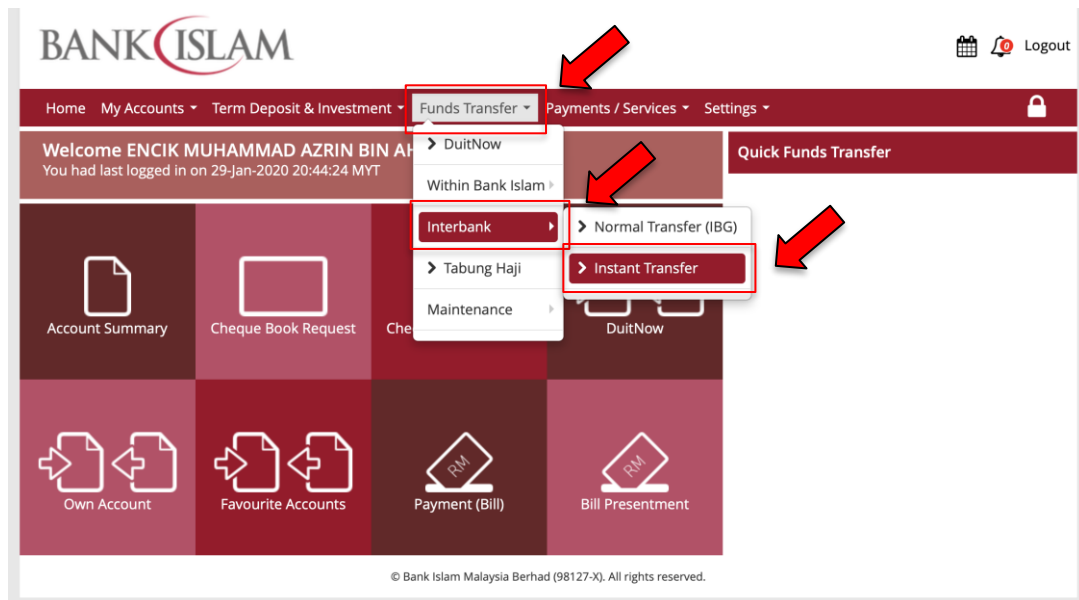 BANK ISLAM
0
Logout
Home My Accounts Term Deposit & Investment Funds Transfer Payments / Services Settings
Welcome ENCIK MUHAMMAD AZRIN BIN
You had last logged in on 29-Jan-2020 20:44:24 MYT
Quick Funds Transfer
DuitNow
Within Bank Islam
Interbank
Normal Transfer (IBG)
Tabung Haji
Instant Transfer
Maintenance
Account Summary
Cheque Book Request
DuitNow
Own Account
Favourite Accounts
RM
Payment (Bill)
RM
Bill Presentment
© Bank Islam Malaysia Berhad (98127-X). All rights reserved.